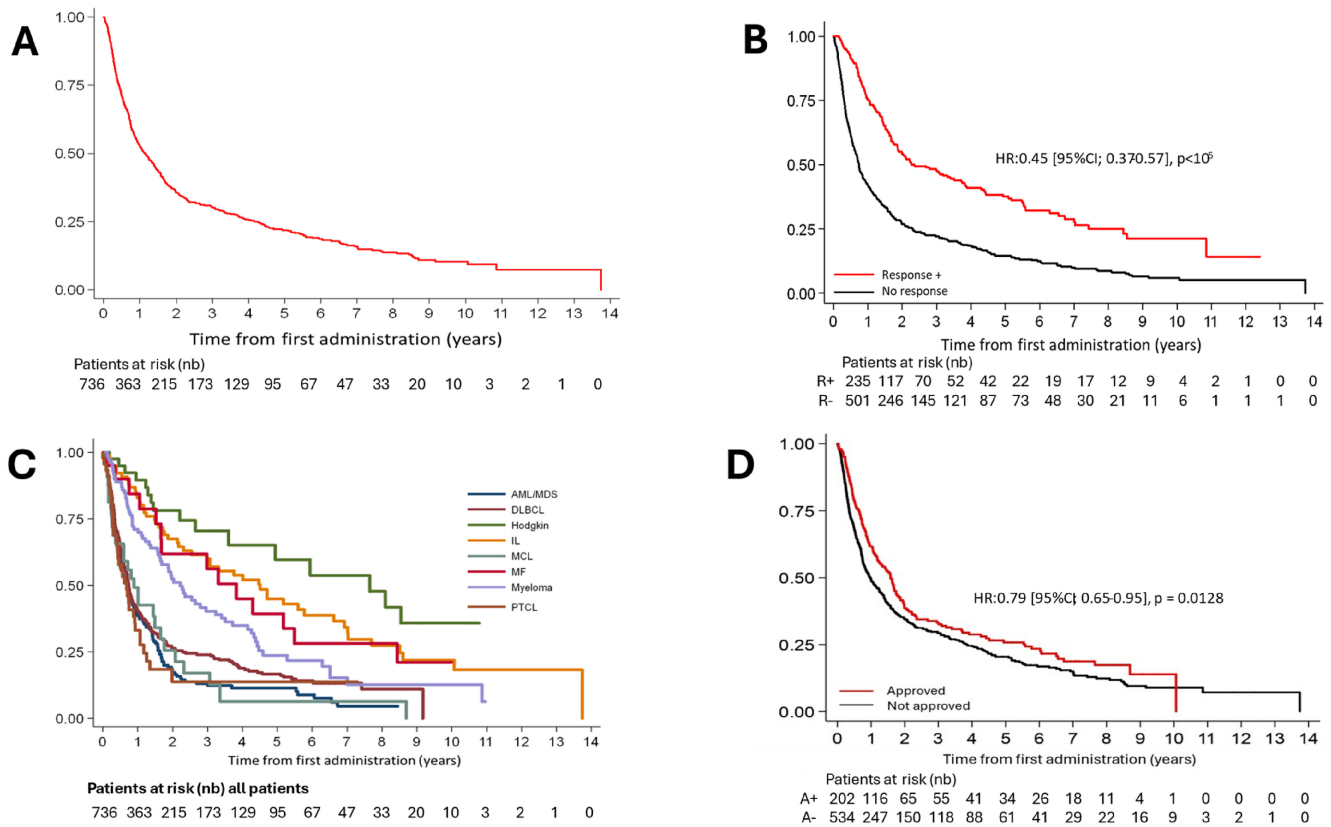 A
1.00
0.75
0.50
0.25
0.00
0 1 2 3 4 5 6 7 8 9 10 11 12 13 14
Time from first administration (years)
Patients at risk (nb)
736 363 215 173 129 95 67 47 33 20 10 3 2 1 0
B
1.00
0.75
0.50
0.25
0.00
HR:0.45 [95%CI; 0.370.57], p<10⁵
Response +
No response
0 1 2 3 4 5 6 7 8 9 10 11 12 13 14
Time from first administration (years)
Patients at risk (nb)
R+ 235 117 70 52 42 22 19 17 12 9 4 2 1 0 0
R- 501 246 145 121 87 73 48 30 21 11 6 1 1 1 0
C
1.00
0.75
0.50
0.25
0.00
AML/MDS
DLBCL
Hodgkin
IL
MCL
MF
Myeloma
PTCL
0 1 2 3 4 5 6 7 8 9 10 11 12 13 14
Time from first administration (years)
Patients at risk (nb) all patients
736 363 215 173 129 95 67 47 33 20 10 3 2 1 0
D
1.00
0.75
0.50
0.25
0.00
HR:0.79 [95%CI; 0.65-0.95], p = 0.0128
Approved
Not approved
0 1 2 3 4 5 6 7 8 9 10 11 12 13 14
Time from first administration (years)
Patients at risk (nb)
A+ 202 116 65 55 41 34 26 18 11 4 1 0 0 0 0
A- 534 247 150 118 88 61 41 29 22 16 9 3 2 1 0